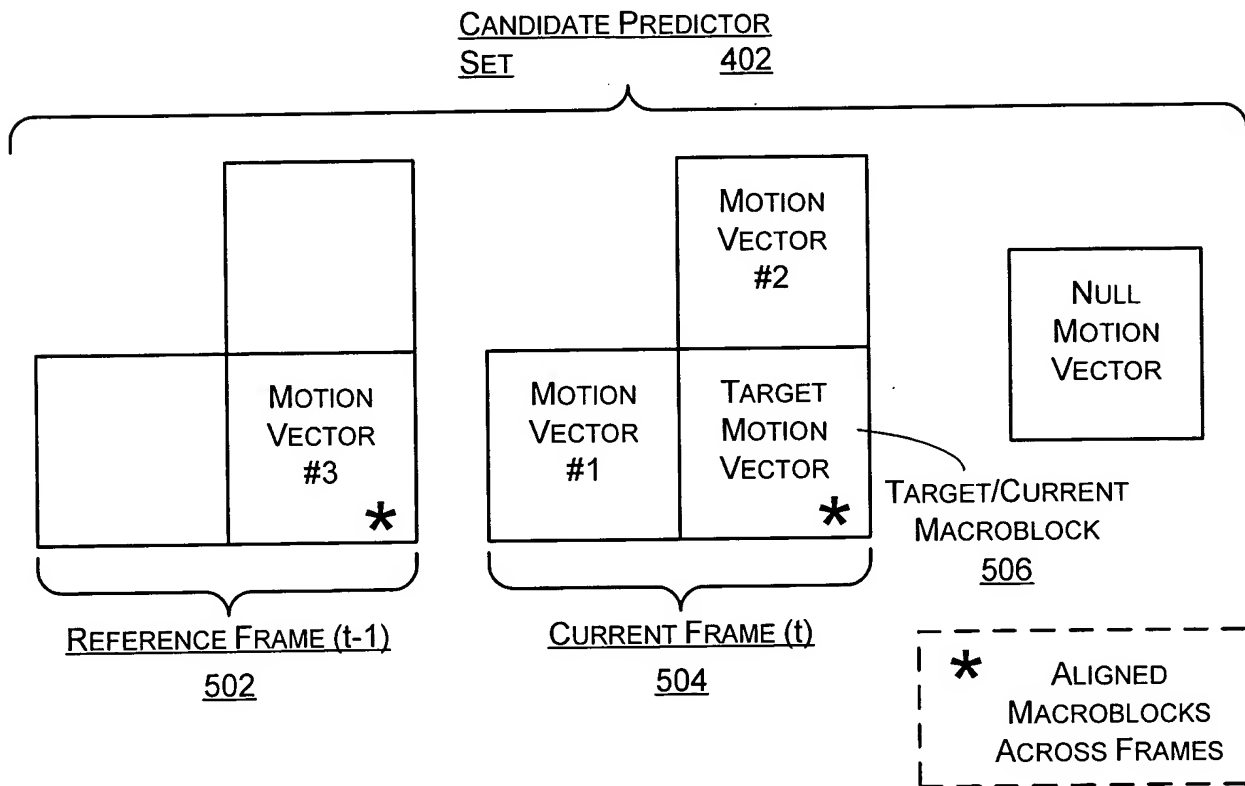 CANDIDATE PREDICTOR
SET 402
MOTION
VECTOR
#3
*
MOTION
VECTOR
#2
MOTION
VECTOR
#1
TARGET
MOTION
VECTOR
*
NULL
MOTION
VECTOR
TARGET/CURRENT
MACROBLOCK
506
REFERENCE FRAME (t-1)
502
CURRENT FRAME (t)
504
* ALIGNED
MACROBLOCKS
ACROSS FRAMES